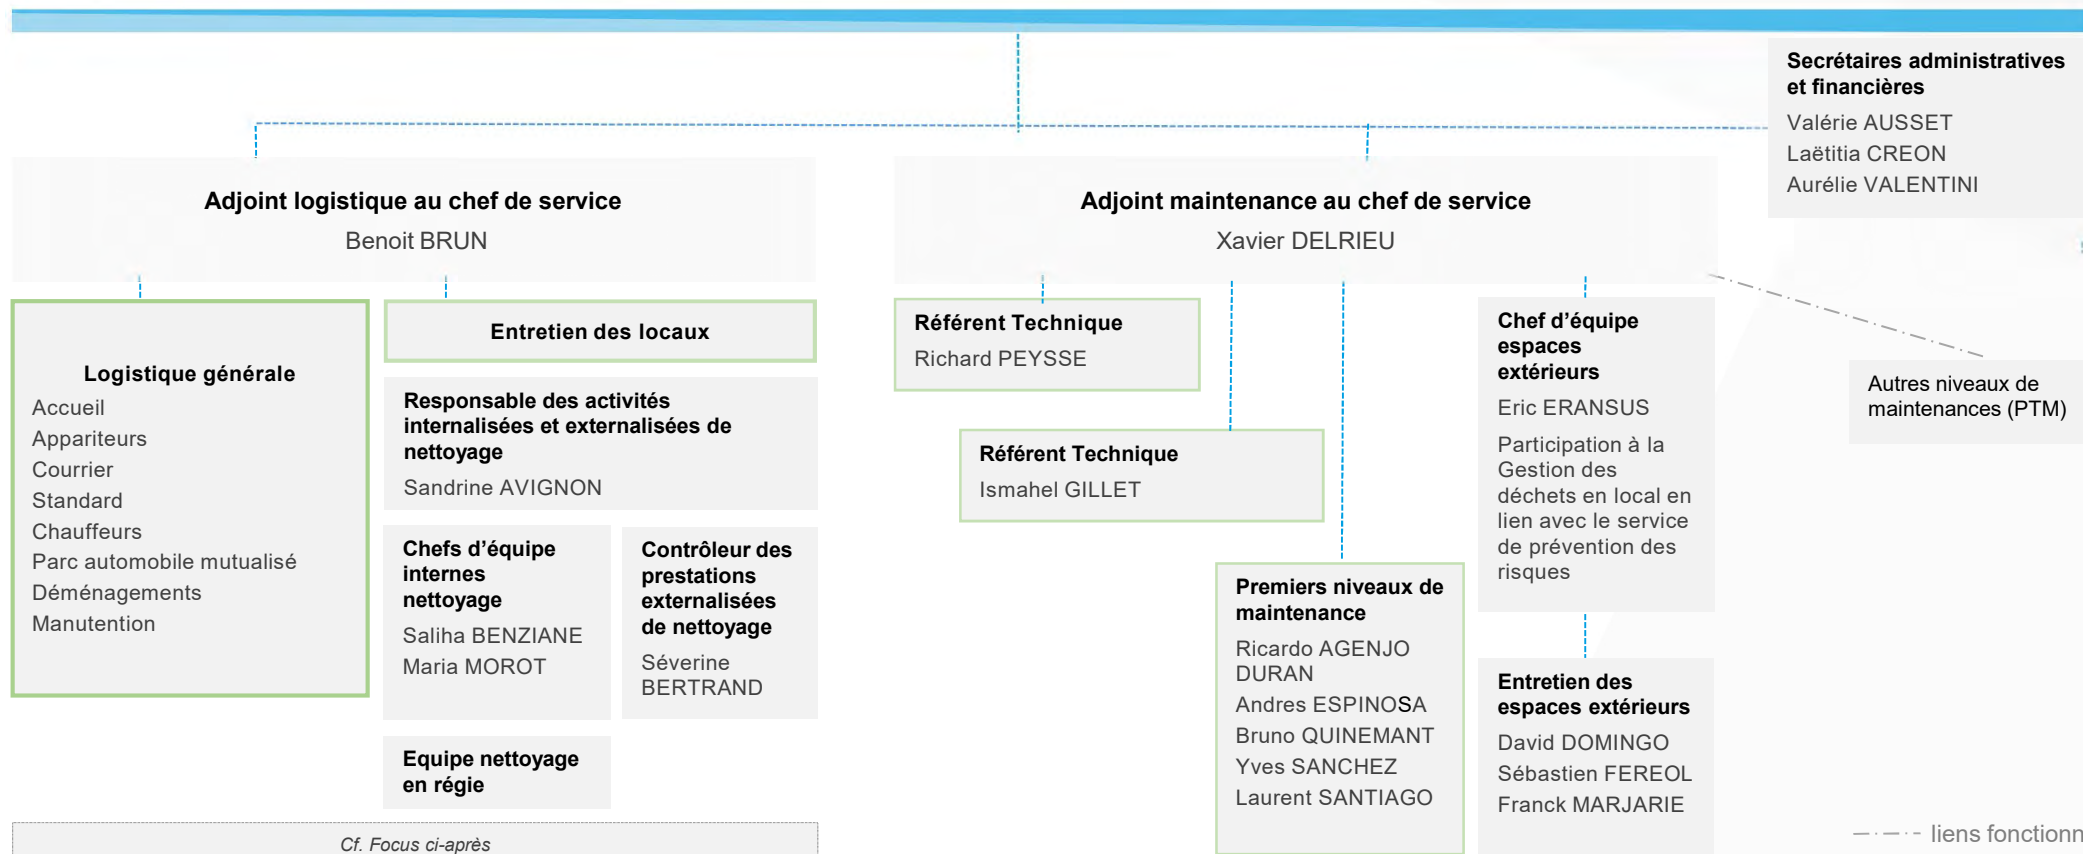 Secrétaires administratives
et financières
Valérie AUSSET
Laëtitia CREON
Aurélie VALENTINI
Adjoint logistique au chef de service
Benoit BRUN
Adjoint maintenance au chef de service
Xavier DELRIEU
Logistique générale
Accueil
Appariteurs
Courrier
Standard
Chauffeurs
Parc automobile mutualisé
Déménagements
Manutention
Entretien des locaux
Responsable des activités
internalisées et externalisées de
nettoyage
Sandrine AVIGNON
Chefs d’équipe
internes
nettoyage
Saliha BENZIANE
Maria MOROT
Contrôleur des
prestations
externalisées
de nettoyage
Séverine
BERTRAND
Equipe nettoyage
en régie
Cf. Focus ci-après
Référent Technique
Richard PEYSSE
Référent Technique
Ismahel GILLET
Premiers niveaux de
maintenance
Ricardo AGENJO
DURAN
Andres ESPINOSA
Bruno QUINEMANT
Yves SANCHEZ
Laurent SANTIAGO
Chef d’équipe
espaces
extérieurs
Eric ERANSUS
Participation à la
Gestion des
déchets en local en
lien avec le service
de prévention des
risques
Entretien des
espaces extérieurs
David DOMINGO
Sébastien FEREOL
Franck MARJARIE
Autres niveaux de
maintenances (PTM)
liens fonctionn